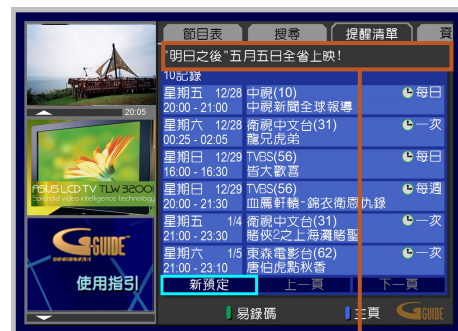 節目表
搜尋
提醒清單
資
"明日之後"五月五日全省上映!
10記錄
星期五 12/28 中視(10) 每日
20:00 - 21:00 中視新聞全球報導
星期六 12/28 衛視中文台(31) 一次
00:25 - 02:05 龍兄虎弟
星期日 12/29 TVBS(56) 每日
16:00 - 16:30 皆大歡喜
星期日 12/29 TVBS(56) 每週
20:00 - 21:30 血薦軒轅-錦衣衛恩仇錄
星期五 1/4 衛視中文台(31) 一次
21:00 - 23:30 賭俠2之上海灘賭聖
星期六 1/5 東森電影台(62) 一次
21:00 - 23:10 唐伯虎點秋香
新預定
上一頁
下一頁
易錄碼
主頁
GUIDE
20:05
ASUS LCD TV TLW 32001
Splendid video intelligence technology
GUIDE
使用指引